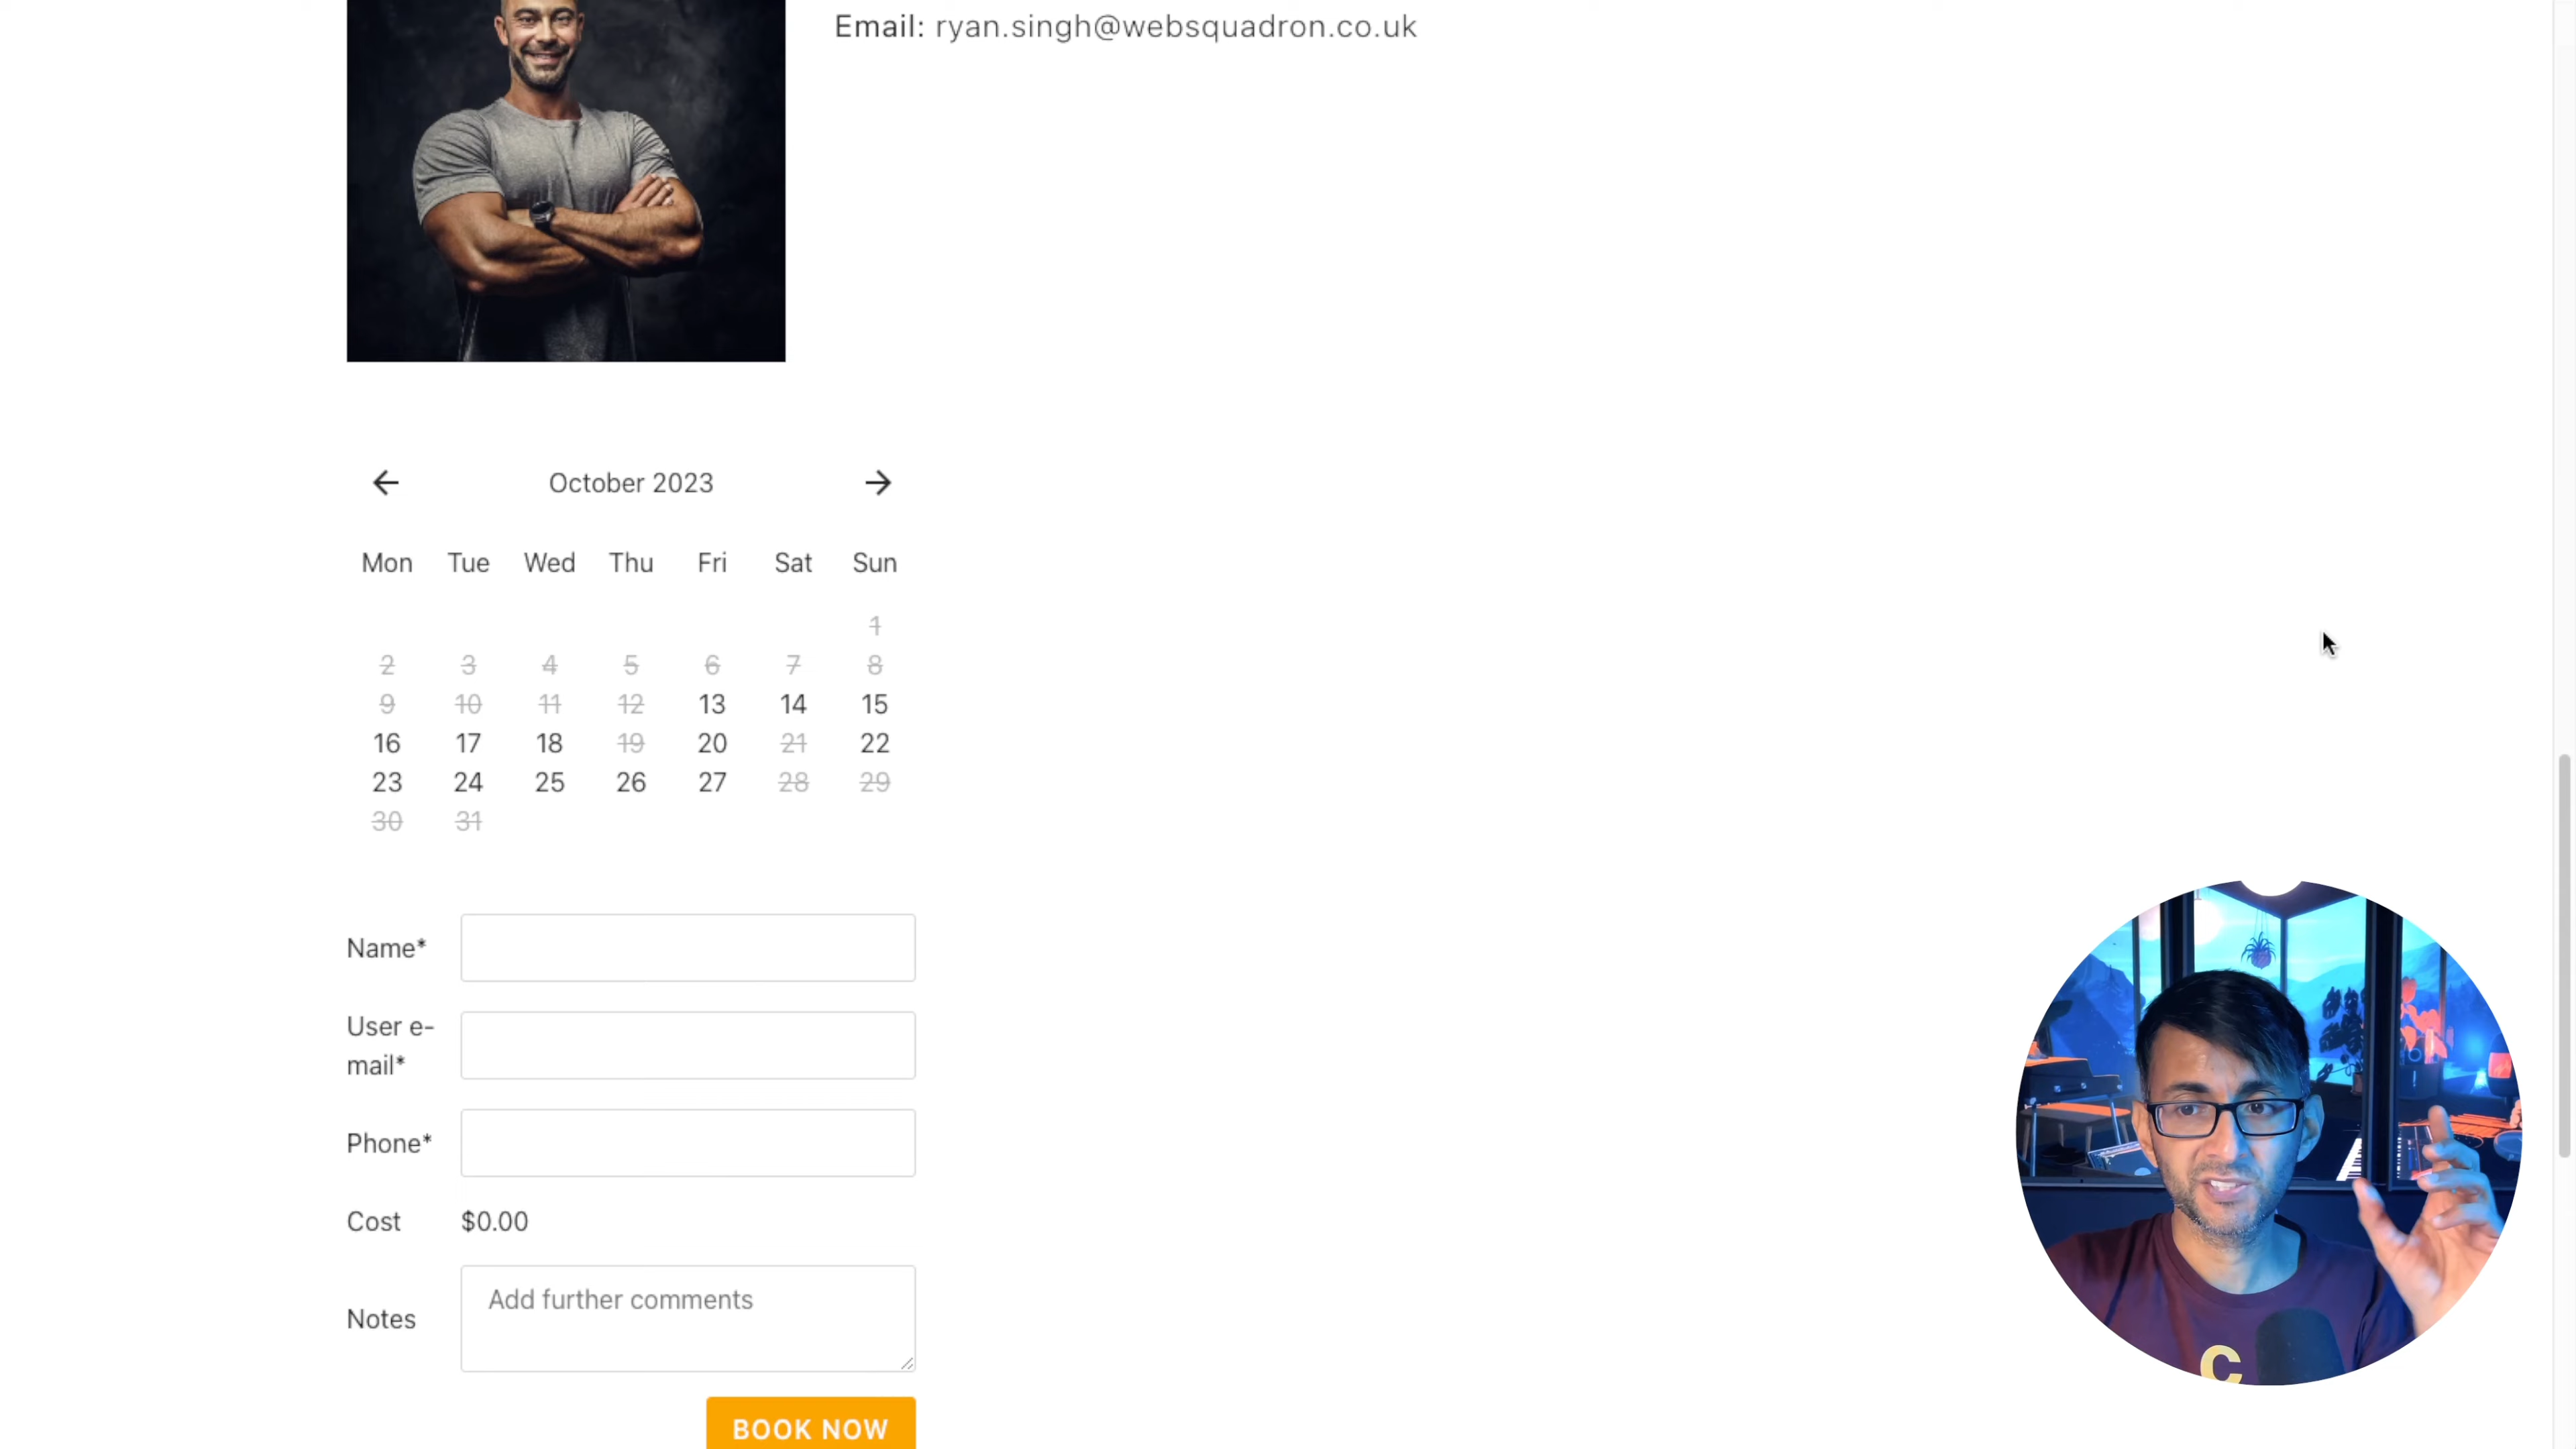 Email: ryan.singh@websquadron.co.uk
October 2023
Mon Tue Wed Thu Fri Sat Sun
1
2 3 4 5 6 7 8
9 10 11 12 13 14 15
16 17 18 19 20 21 22
23 24 25 26 27 28 29
30 31
Name*
User e-
mail*
Phone*
Cost $0.00
Notes Add further comments
BOOK NOW
C